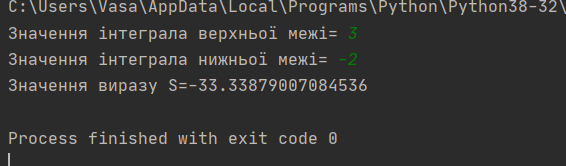 C:\Users\Vasa\AppData\Local\Programs\Python\Python38-32\
Значення інтеграла верхньої межі= 3
Значення інтеграла нижньої межі= -2
Значення виразу S=-33.33879007084536
Process finished with exit code 0